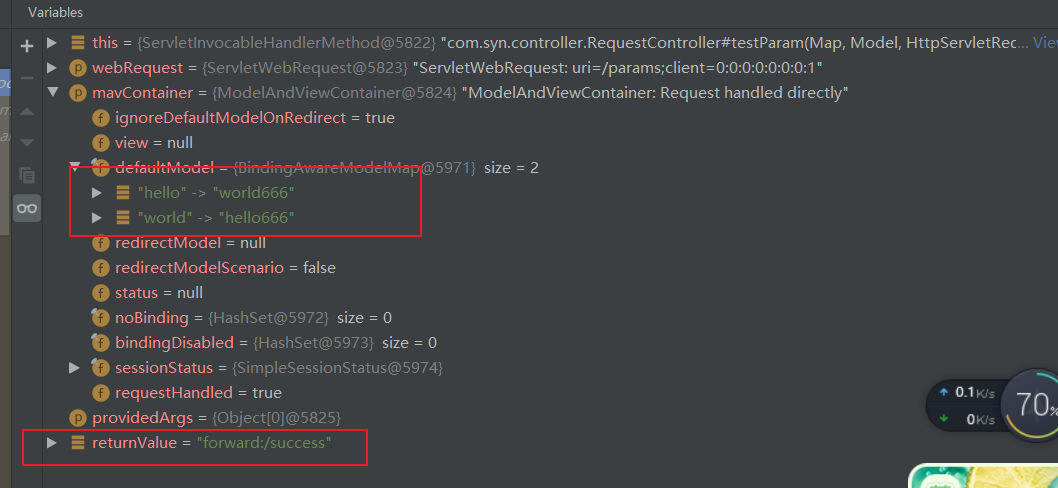 Variables
this = {ServletInvocableHandlerMethod@5822} "com.syn.controller.RequestController#testParam(Map, Model, HttpServletRec... View
webRequest = {ServletWebRequest@5823} "ServletWebRequest: uri=/params;client=0:0:0:0:0:0:0:1"
mavContainer = {ModelAndViewContainer@5824} "ModelAndViewContainer: Request handled directly"
ignoreDefaultModelOnRedirect = true
view = null
defaultModel = {BindingAwareModelMap@5971} size = 2
"hello" -> "world666"
"world" -> "hello666"
redirectModel = null
redirectModelScenario = false
status = null
noBinding = {HashSet@5972} size = 0
bindingDisabled = {HashSet@5973} size = 0
sessionStatus = {SimpleSessionStatus@5974}
requestHandled = true
0.1K/s
70%
providedArgs = {Object[0]@5825}
0K/s
returnValue = "forward:/success"